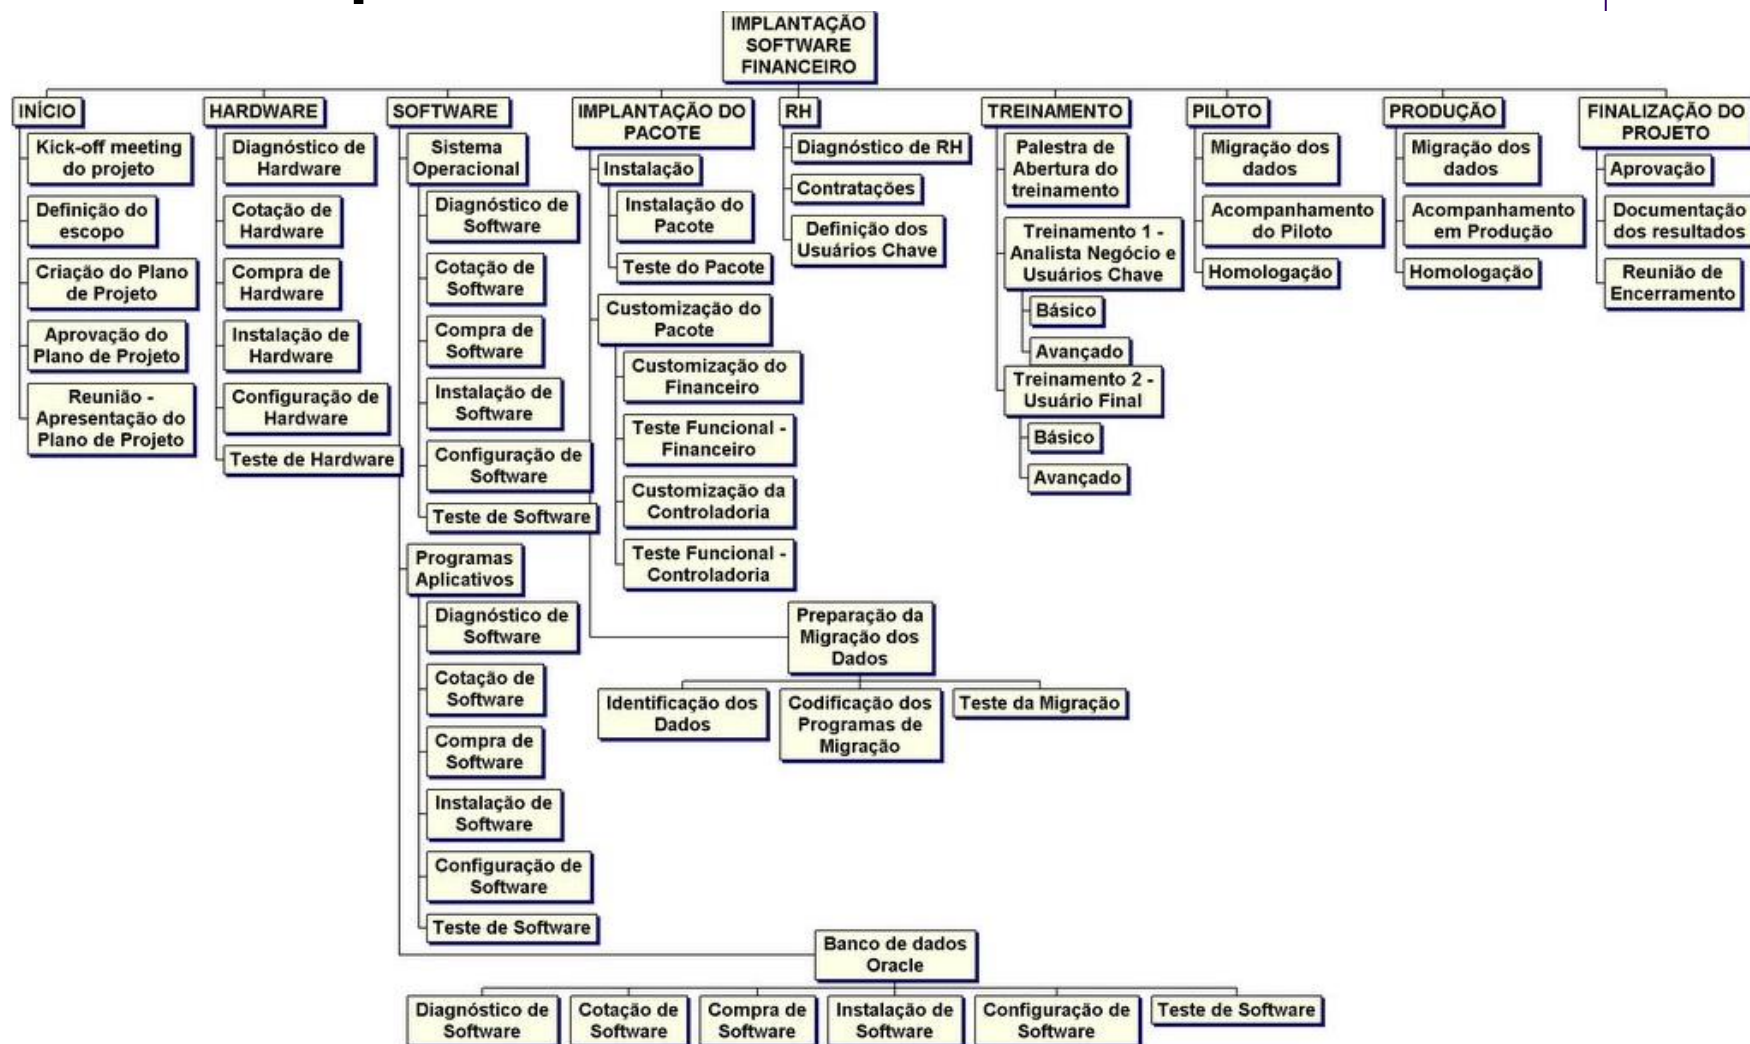 IMPLANTAÇÃO
SOFTWARE
FINANCEIRO
INÍCIO
Kick-off meeting
do projeto
Definição do
escopo
Criação do Plano
de Projeto
Aprovação do
Plano de Projeto
Reunião -
Apresentação do
Plano de Projeto
HARDWARE
Diagnóstico de
Hardware
Cotação de
Hardware
Compra de
Hardware
Instalação de
Hardware
Configuração de
Hardware
Teste de Hardware
SOFTWARE
Sistema
Operacional
Diagnóstico de
Software
Cotação de
Software
Compra de
Software
Instalação de
Software
Configuração de
Software
Teste de Software
Programas
Aplicativos
Diagnóstico de
Software
Cotação de
Software
Compra de
Software
Instalação de
Software
Configuração de
Software
Teste de Software
Banco de dados
Oracle
Diagnóstico de
Software
Cotação de
Software
Compra de
Software
Instalação de
Software
Configuração de
Software
Teste de Software
IMPLANTAÇÃO DO
PACOTE
Instalação
Instalação do
Pacote
Teste do Pacote
Customização do
Pacote
Customização do
Financeiro
Teste Funcional -
Financeiro
Customização da
Controladoria
Teste Funcional -
Controladoria
Preparação da
Migração dos
Dados
Identificação dos
Dados
Codificação dos
Programas de
Migração
Teste da Migração
RH
Diagnóstico de RH
Contratações
Definição dos
Usuários Chave
TREINAMENTO
Palestra de
Abertura do
treinamento
Treinamento 1 -
Analista Negócio e
Usuários Chave
Básico
Avançado
Treinamento 2 -
Usuário Final
Básico
Avançado
PILOTO
Migração dos
dados
Acompanhamento
do Piloto
Homologação
PRODUÇÃO
Migração dos
dados
Acompanhamento
em Produção
Homologação
FINALIZAÇÃO DO
PROJETO
Aprovação
Documentação
dos resultados
Reunião de
Encerramento